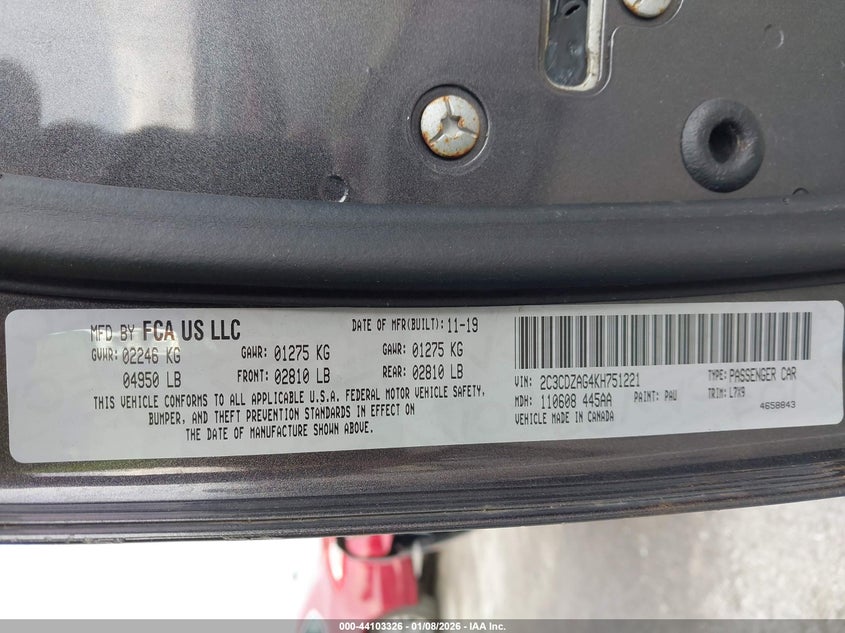 MFD BY FCA US LLC DATE OF MFR(BUILT): 11-19
GVWR: 02246 KG GAWR: 01275 KG GAWR: 01275 KG
04950 LB FRONT: 02810 LB REAR: 02810 LB
THIS VEHICLE CONFORMS TO ALL APPLICABLE U.S.A. FEDERAL MOTOR VEHICLE SAFETY,
BUMPER, AND THEFT PREVENTION STANDARDS IN EFFECT ON
THE DATE OF MANUFACTURE SHOWN ABOVE.
VIN: 2C3CDZAG4KH751221 TYPE: PASSENGER CAR
MDH: 110608 445AA PAINT: PAU TRIM: L7X9
VEHICLE MADE IN CANADA 4658843
000-44103326 - 01/08/2026 - IAA Inc.